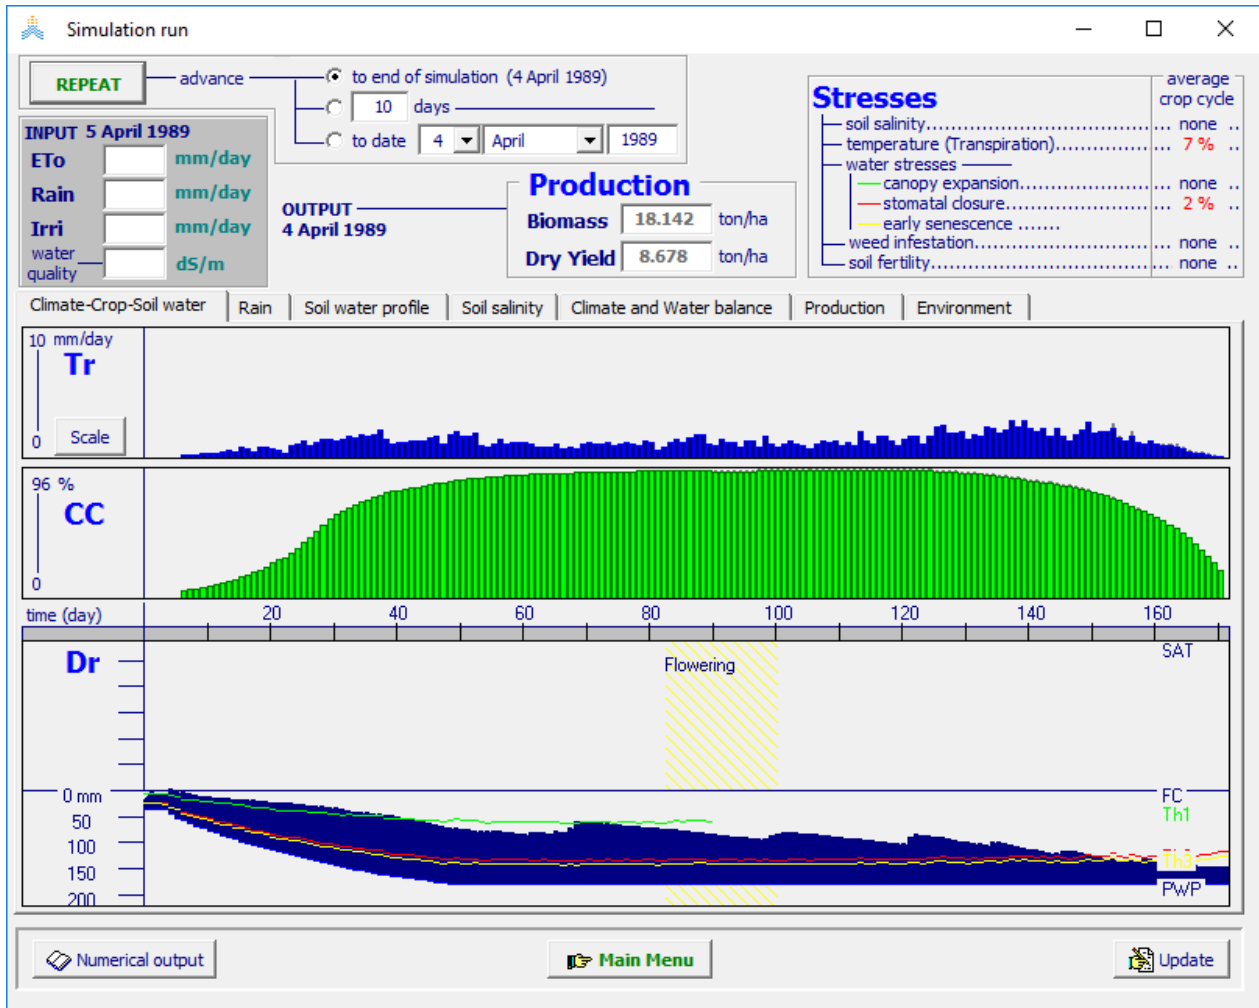 Simulation run
REPEAT
advance
to end of simulation (4 April 1989)
10 days
to date 4 April 1989
INPUT 5 April 1989
ETo mm/day
Rain mm/day
Irri mm/day
water quality dS/m
OUTPUT
4 April 1989
Production
Biomass 18.142 ton/ha
Dry Yield 8.678 ton/ha
Stresses
average
crop cycle
soil salinity.................................... none ..
temperature (Transpiration).................. 7 % ..
water stresses
canopy expansion........................ none ..
stomatal closure.......................... 2 % ..
early senescence .......
weed infestation............................. none ..
soil fertility................................... none ..
Climate-Crop-Soil water Rain Soil water profile Soil salinity Climate and Water balance Production Environment
10 mm/day
Tr
0
Scale
96 %
CC
0
time (day) 20 40 60 80 100 120 140 160
Dr
SAT
Flowering
0 mm
FC
50
Th1
100
Th3
150
PWP
200
Numerical output
Main Menu
Update